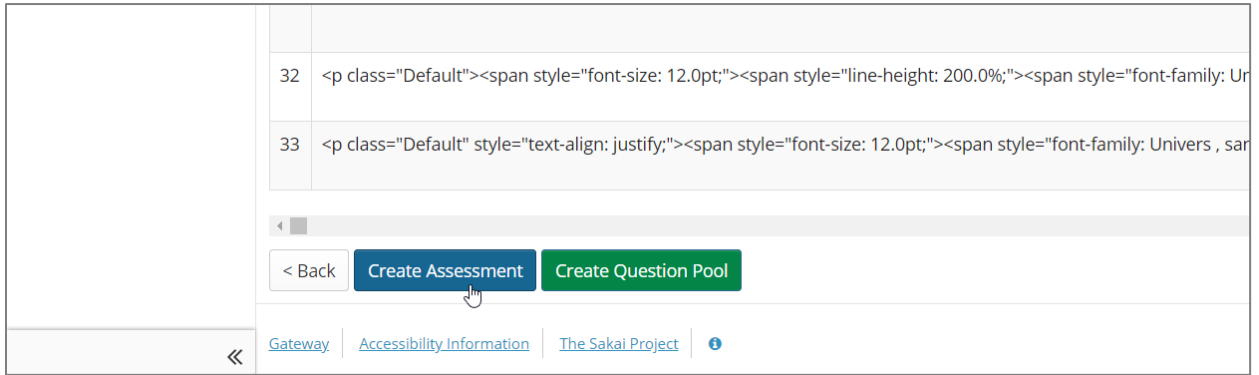 32 <p class="Default"><span style="font-size: 12.0pt;"><span style="line-height: 200.0%;"><span style="font-family: Ur
33 <p class="Default" style="text-align: justify;"><span style="font-size: 12.0pt;"><span style="font-family: Univers , sar
< Back Create Assessment Create Question Pool
Gateway Accessibility Information The Sakai Project